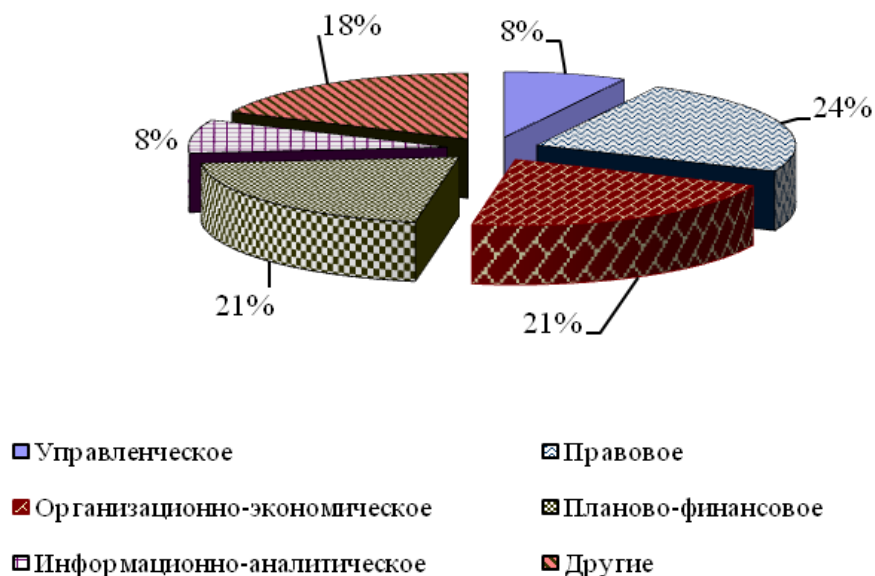 18%
8%
24%
8%
21%
21%
Управленческое
Правовое
Организационно-экономическое
Планово-финансовое
Информационно-аналитическое
Другие